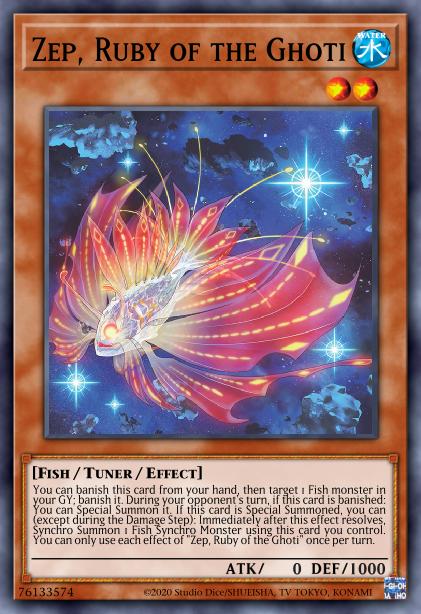 ZEP, RUBY OF THE GHOTI
WATER
水
[FISH / TUNER / EFFECT]
You can banish this card from your hand, then target 1 Fish monster in
your GY; banish it. During your opponent's turn, if this card is banished:
You can Special Summon it. If this card is Special Summoned, you can
(except during the Damage Step): Immediately after this effect resolves,
Synchro Summon 1 Fish Synchro Monster using this card you control.
You can only use each effect of "Zep, Ruby of the Ghoti" once per turn.
ATK/ 0 DEF/1000
76133574 ©2020 Studio Dice/SHUEISHA, TV TOKYO, KONAMI